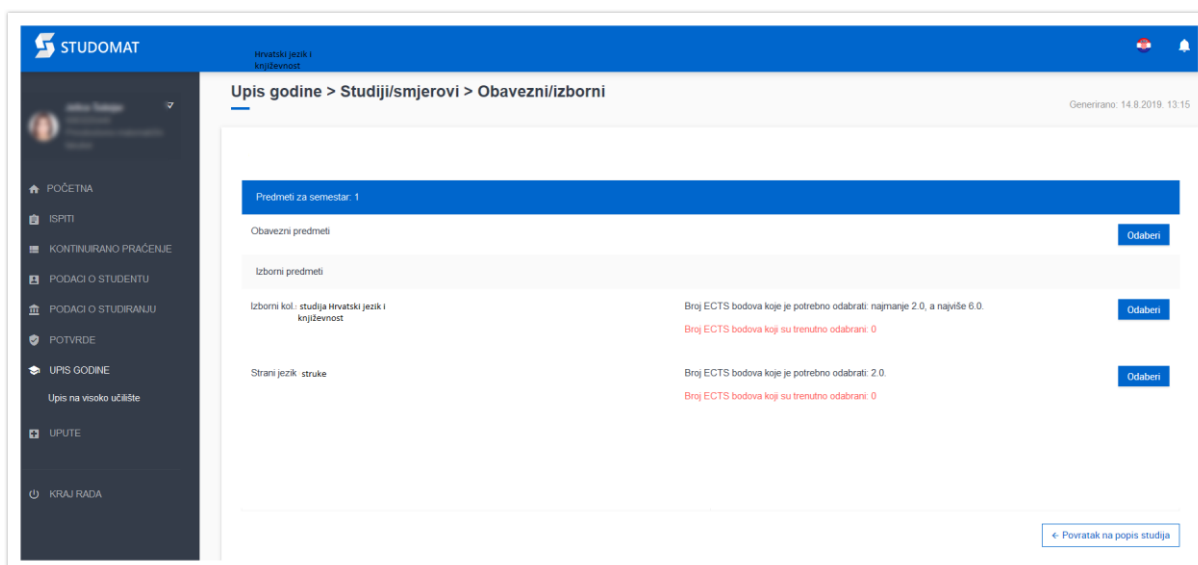 STUDOMAT
Hrvatski jezik i
književnost
Upis godine > Studiji/smjerovi > Obavezni/izborni
Generirano: 14.8.2019. 13:15
POČETNA
ISPITI
KONTINUIRANO PRAĆENJE
PODACI O STUDENTU
PODACI O STUDIRANJU
POTVRDE
UPIS GODINE
Upis na visoko učilište
UPUTE
KRAJ RADA
Predmeti za semestar: 1
Obavezni predmeti
Odaberi
Izborni predmeti
Izborni kol.: studija Hrvatski jezik i
književnost
Broj ECTS bodova koje je potrebno odabrati: najmanje 2.0, a najviše 6.0.
Odaberi
Broj ECTS bodova koji su trenutno odabrani: 0
Strani jezik struke
Broj ECTS bodova koje je potrebno odabrati: 2.0.
Odaberi
Broj ECTS bodova koji su trenutno odabrani: 0
← Povratak na popis studija